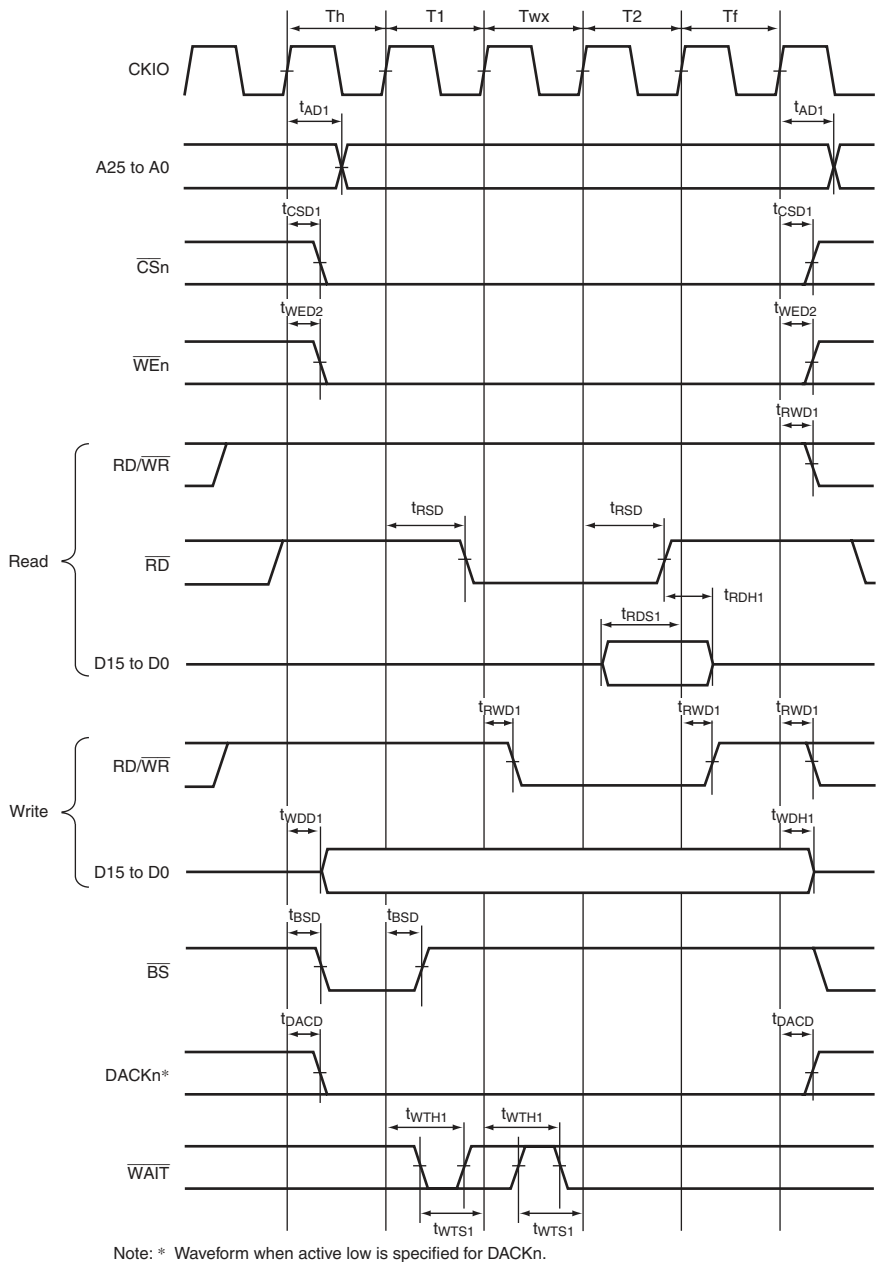 Th T1 Twx T2 Tf
CKIO
tAD1 tAD1
A25 to A0
tCSD1 tCSD1
CSn
tWED2 tWED2
WEn
tRWD1
RD/WR
tRSD tRSD
Read
RD
tRDH1
tRDS1
D15 to D0
tRWD1 tRWD1 tRWD1
RD/WR
Write
tWDD1 tWDH1
D15 to D0
tBSD tBSD
BS
tDACD tDACD
DACKn*
tWTH1 tWTH1
WAIT
tWTS1 tWTS1
Note: * Waveform when active low is specified for DACKn.